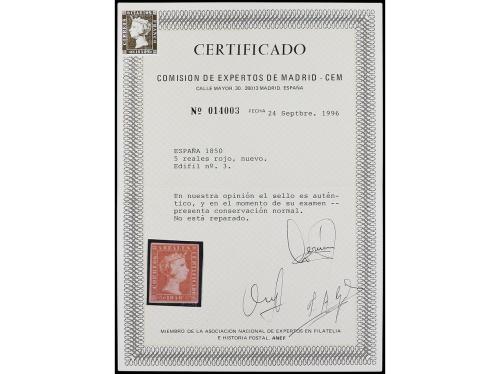 CERTIFICADO
COMISION DE EXPERTOS DE MADRID - CEM
CALLE MAYOR, 30. 28013 MADRID. ESPAÑA
Nº 014003 FECHA 24 Septbre. 1996
ESPAÑA 1850
5 reales rojo, nuevo.
Edifil nº. 3.
En nuestra opinión el sello es autén-
tico, y en el momento de su examen --
presenta conservación normal.
No está reparado.
MIEMBRO DE LA ASOCIACION NACIONAL DE EXPERTOS EN FILATELIA
E HISTORIA POSTAL. ANEF